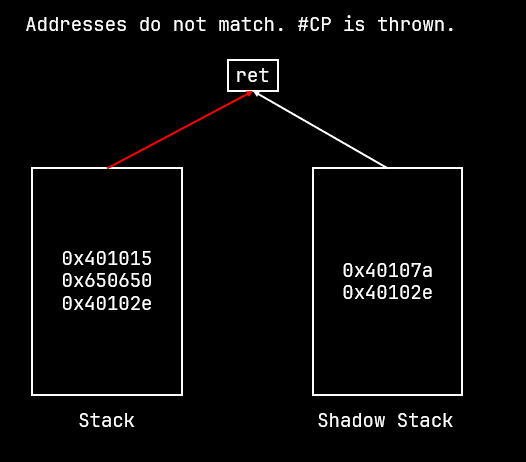 Addresses do not match. #CP is thrown.
ret
0x401015
0x650650
0x40102e
0x40107a
0x40102e
Stack
Shadow Stack